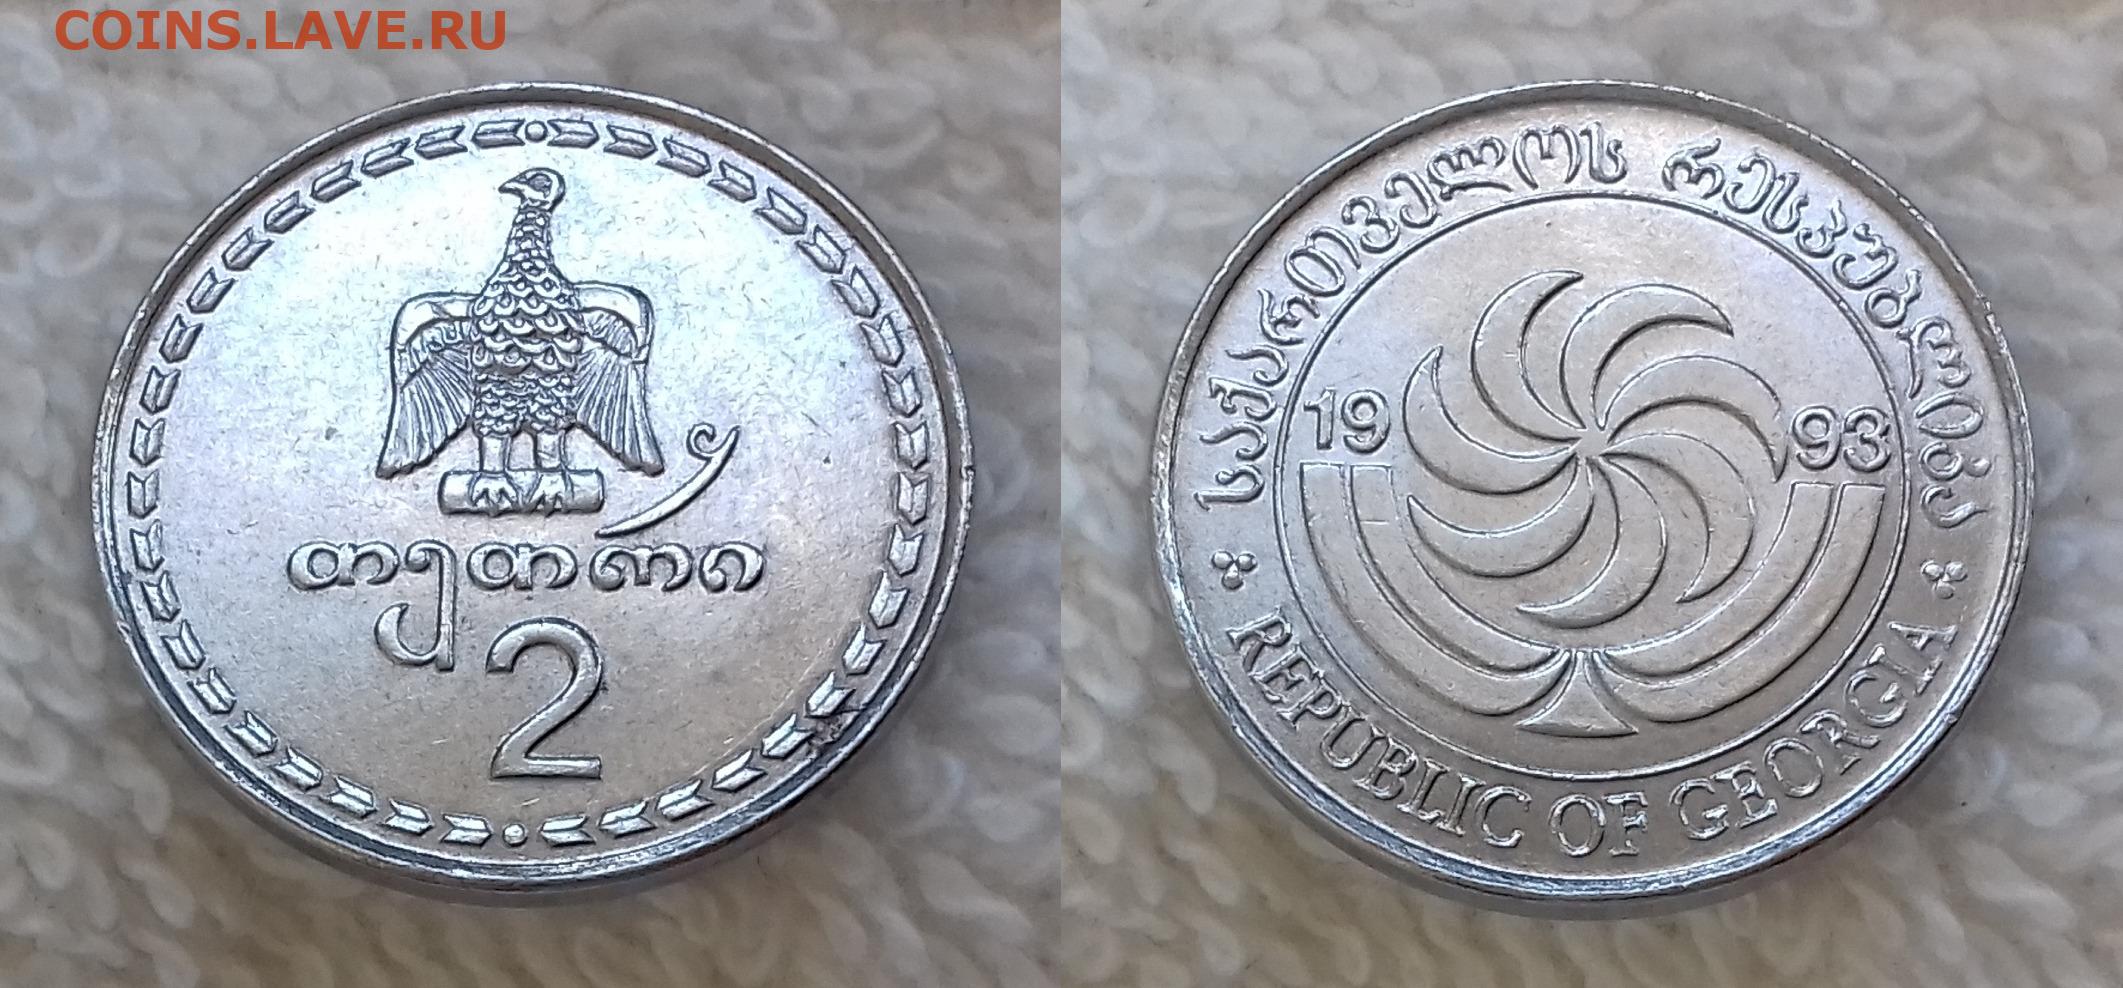 COINS.LAVE.RU
თეთრი
2
საქართველოს რესპუბლიკა
19 93
REPUBLIC OF GEORGIA